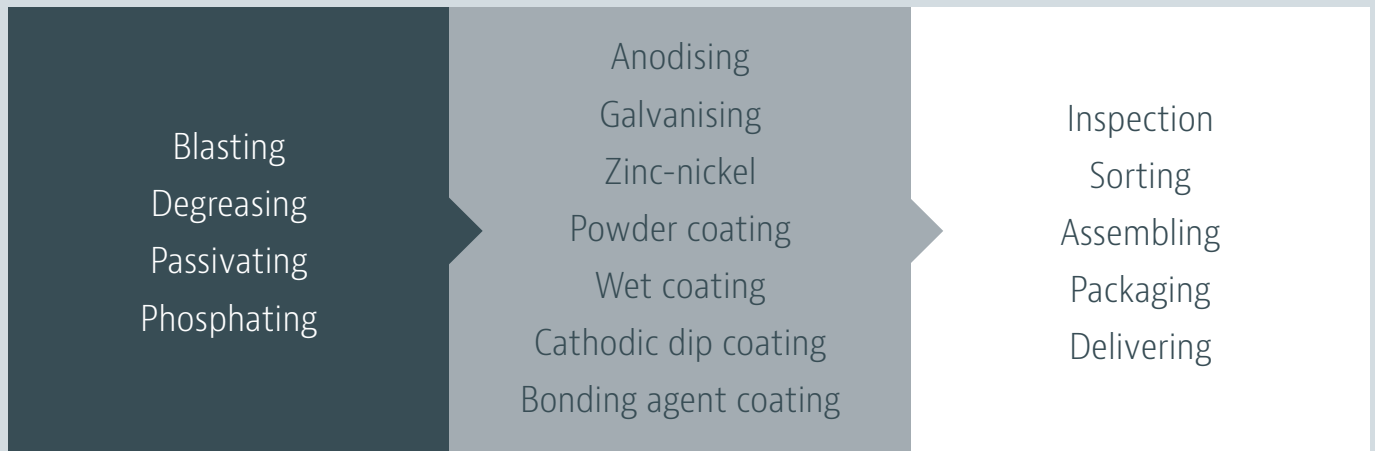 Blasting
Degreasing
Passivating
Phosphating
Anodising
Galvanising
Zinc-nickel
Powder coating
Wet coating
Cathodic dip coating
Bonding agent coating
Inspection
Sorting
Assembling
Packaging
Delivering